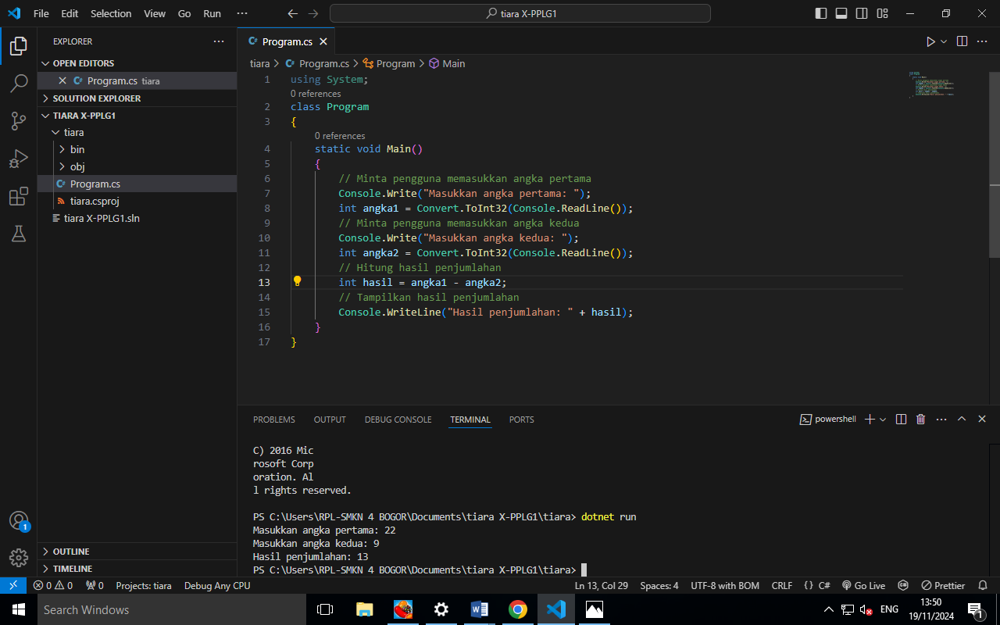 File Edit Selection View Go Run ··· tiara X-PPLG1
EXPLORER ···
OPEN EDITORS
Program.cs tiara
SOLUTION EXPLORER
TIARA X-PPLG1
tiara
bin
obj
C# Program.cs
tiara.csproj
tiara X-PPLG1.sln
OUTLINE
TIMELINE
C# Program.cs
tiara > C# Program.cs > Program > Main
1 using System;
0 references
2 class Program
3 {
0 references
4 static void Main()
5 {
6 // Minta pengguna memasukkan angka pertama
7 Console.Write("Masukkan angka pertama: ");
8 int angka1 = Convert.ToInt32(Console.ReadLine());
9 // Minta pengguna memasukkan angka kedua
10 Console.Write("Masukkan angka kedua: ");
11 int angka2 = Convert.ToInt32(Console.ReadLine());
12 // Hitung hasil penjumlahan
13 int hasil = angka1 - angka2;
14 // Tampilkan hasil penjumlahan
15 Console.WriteLine("Hasil penjumlahan: " + hasil);
16 }
17 }
PROBLEMS OUTPUT DEBUG CONSOLE TERMINAL PORTS powershell
C) 2016 Mic
rosoft Corp
oration. Al
l rights reserved.
PS C:\Users\RPL-SMKN 4 BOGOR\Documents\tiara X-PPLG1\tiara> dotnet run
Masukkan angka pertama: 22
Masukkan angka kedua: 9
Hasil penjumlahan: 13
PS C:\Users\RPL-SMKN 4 BOGOR\Documents\tiara X-PPLG1\tiara>
1
0 0 0 Projects: tiara Debug Any CPU Ln 13, Col 29 Spaces: 4 UTF-8 with BOM CRLF {} C# Go Live Prettier
Search Windows ENG 13:50
19/11/2024 1